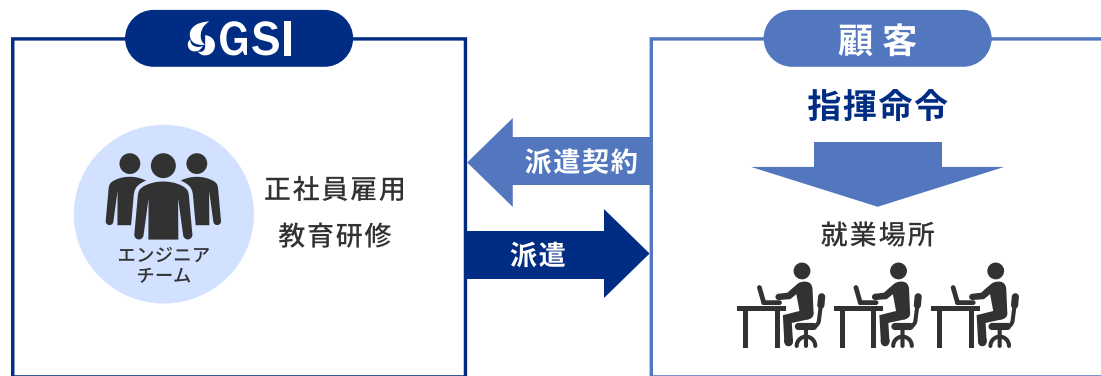 GSI
エンジニア
チーム
正社員雇用
教育研修
派遣契約
派遣
顧客
指揮命令
就業場所